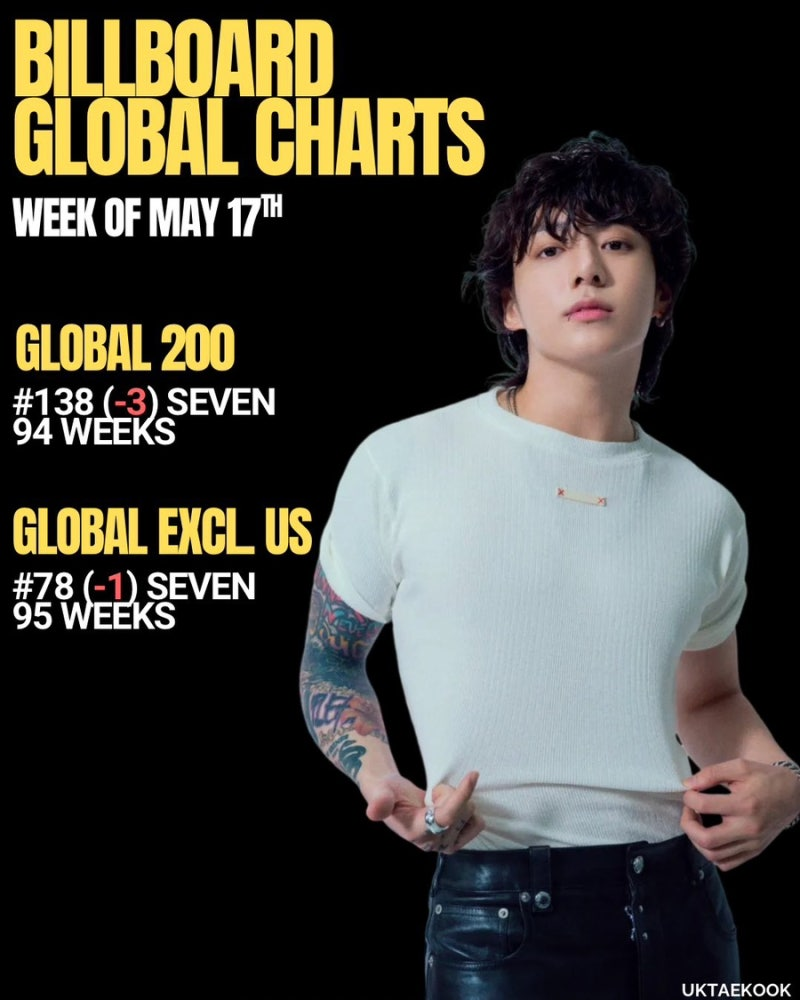 BILLBOARD
GLOBAL CHARTS
WEEK OF MAY 17TH
GLOBAL 200
#138 (-3) SEVEN
94 WEEKS
GLOBAL EXCL. US
#78 (-1) SEVEN
95 WEEKS
UKTAEKOOK